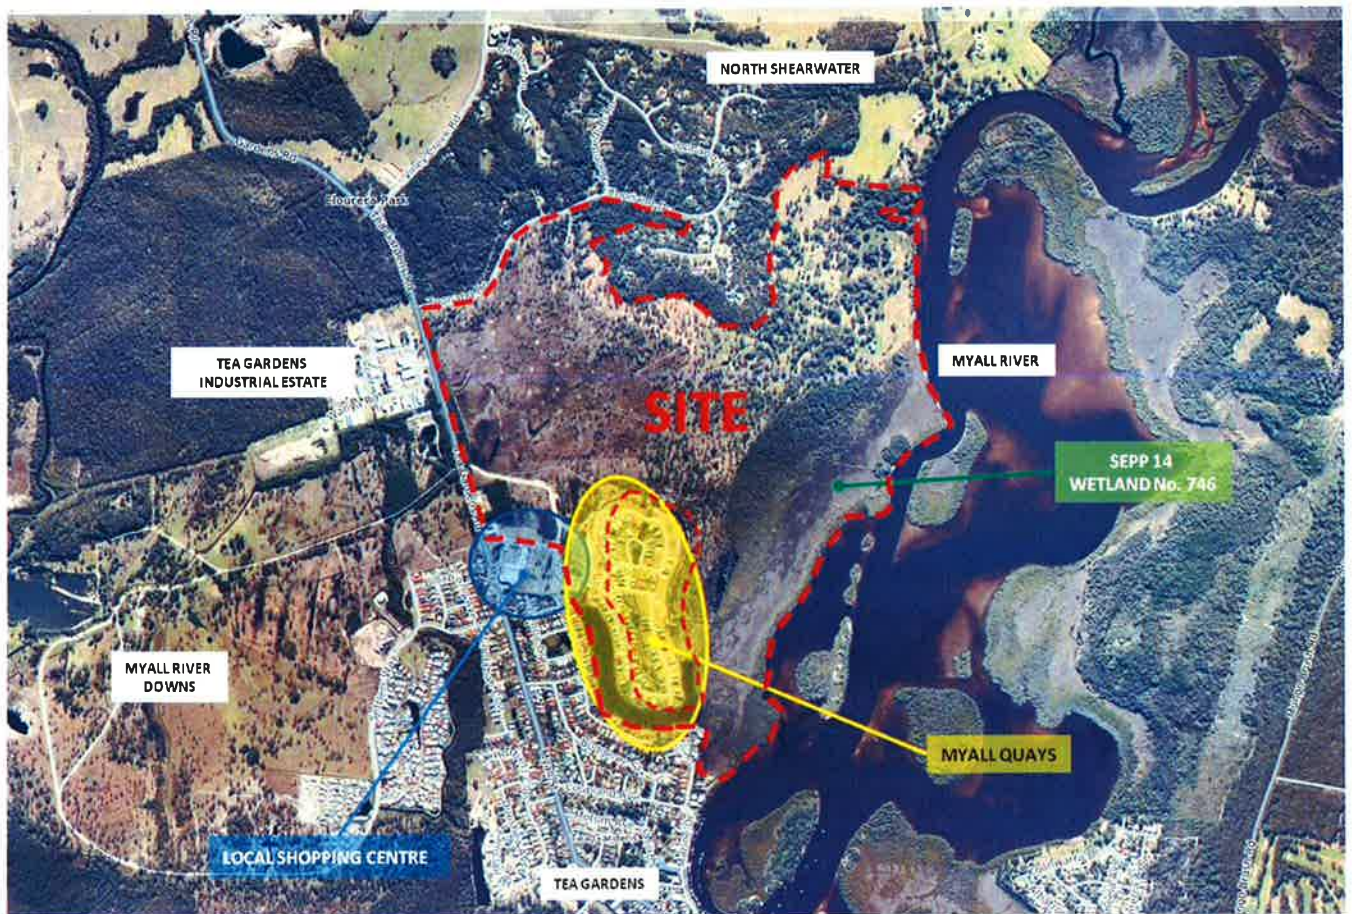 NORTH SHEARWATER
TEA GARDENS
INDUSTRIAL ESTATE
MYALL RIVER
SITE
SEPP 14
WETLAND No. 746
MYALL RIVER
DOWNS
MYALL QUAYS
LOCAL SHOPPING CENTRE
TEA GARDENS